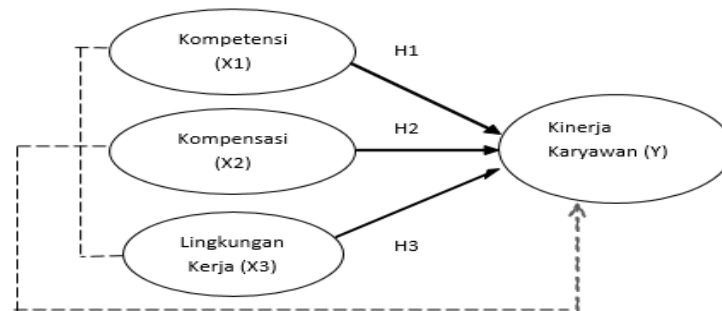 Kompetensi
(X1)
H1
Kompensasi
(X2)
H2
Kinerja
Karyawan (Y)
Lingkungan
Kerja (X3)
H3